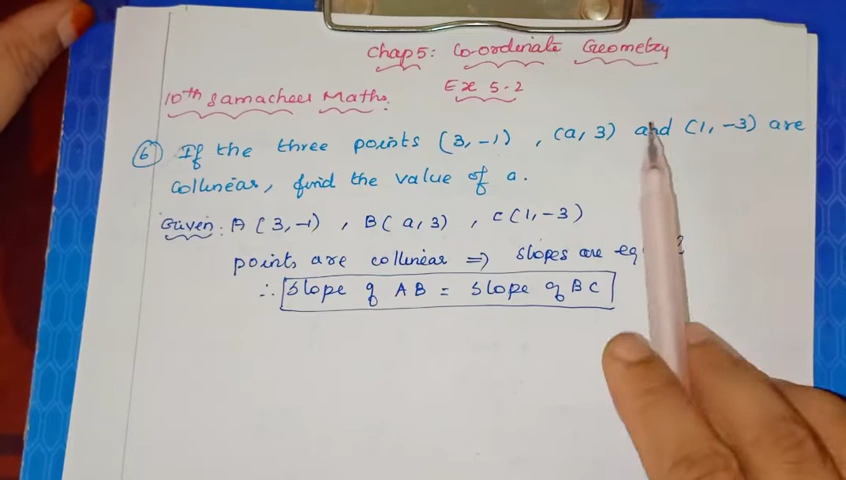 Chap 5: Co-ordinate Geometry
Ex 5.2
10th Samacheer Maths.
6 If the three points (3, -1), (a, 3) and (1, -3) are
collinear, find the value of a.
Given: A (3, -1), B(a, 3), C(1, -3)
points are collinear ⇒ slopes are
∴ Slope of AB = Slope of BC